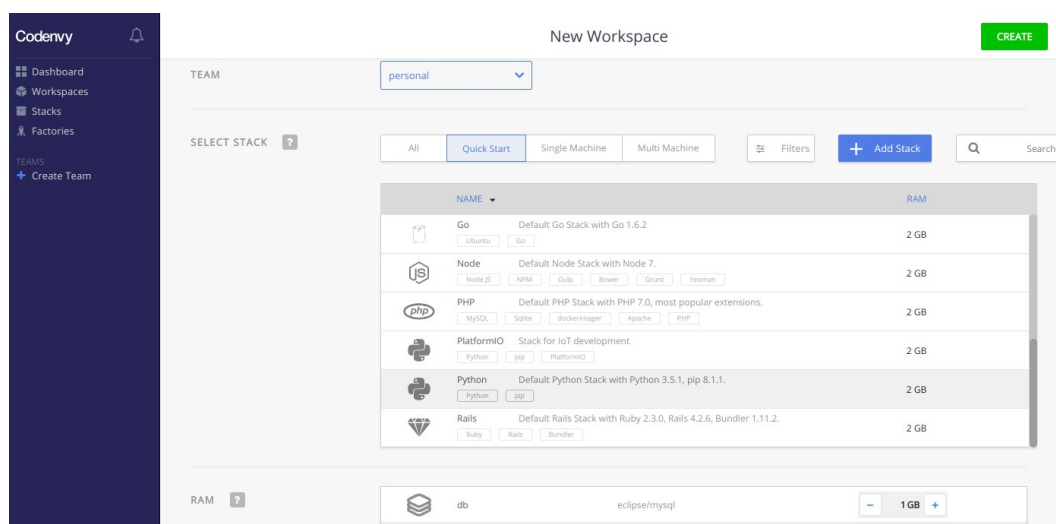 Codenvy
New Workspace
CREATE
Dashboard
Workspaces
Stacks
Factories
TEAMS
Create Team
TEAM
personal
SELECT STACK ?
All
Quick Start
Single Machine
Multi Machine
Filters
+ Add Stack
Search
NAME
RAM
Go Default Go Stack with Go 1.6.2
Ubuntu Go
2 GB
JS
Node Default Node Stack with Node 7.
Node.JS NPM Gulp Bower Grunt Yeoman
2 GB
php
PHP Default PHP Stack with PHP 7.0, most popular extensions.
MySQL Sqlite dockerimager Apache PHP
2 GB
PlatformIO Stack for IoT development
Python pip PlatformIO
2 GB
Python Default Python Stack with Python 3.5.1, pip 8.1.1.
Python pip
2 GB
Rails Default Rails Stack with Ruby 2.3.0, Rails 4.2.6, Bundler 1.11.2.
Ruby Rails Bundler
2 GB
RAM ?
db eclipse/mysql - 1 GB +